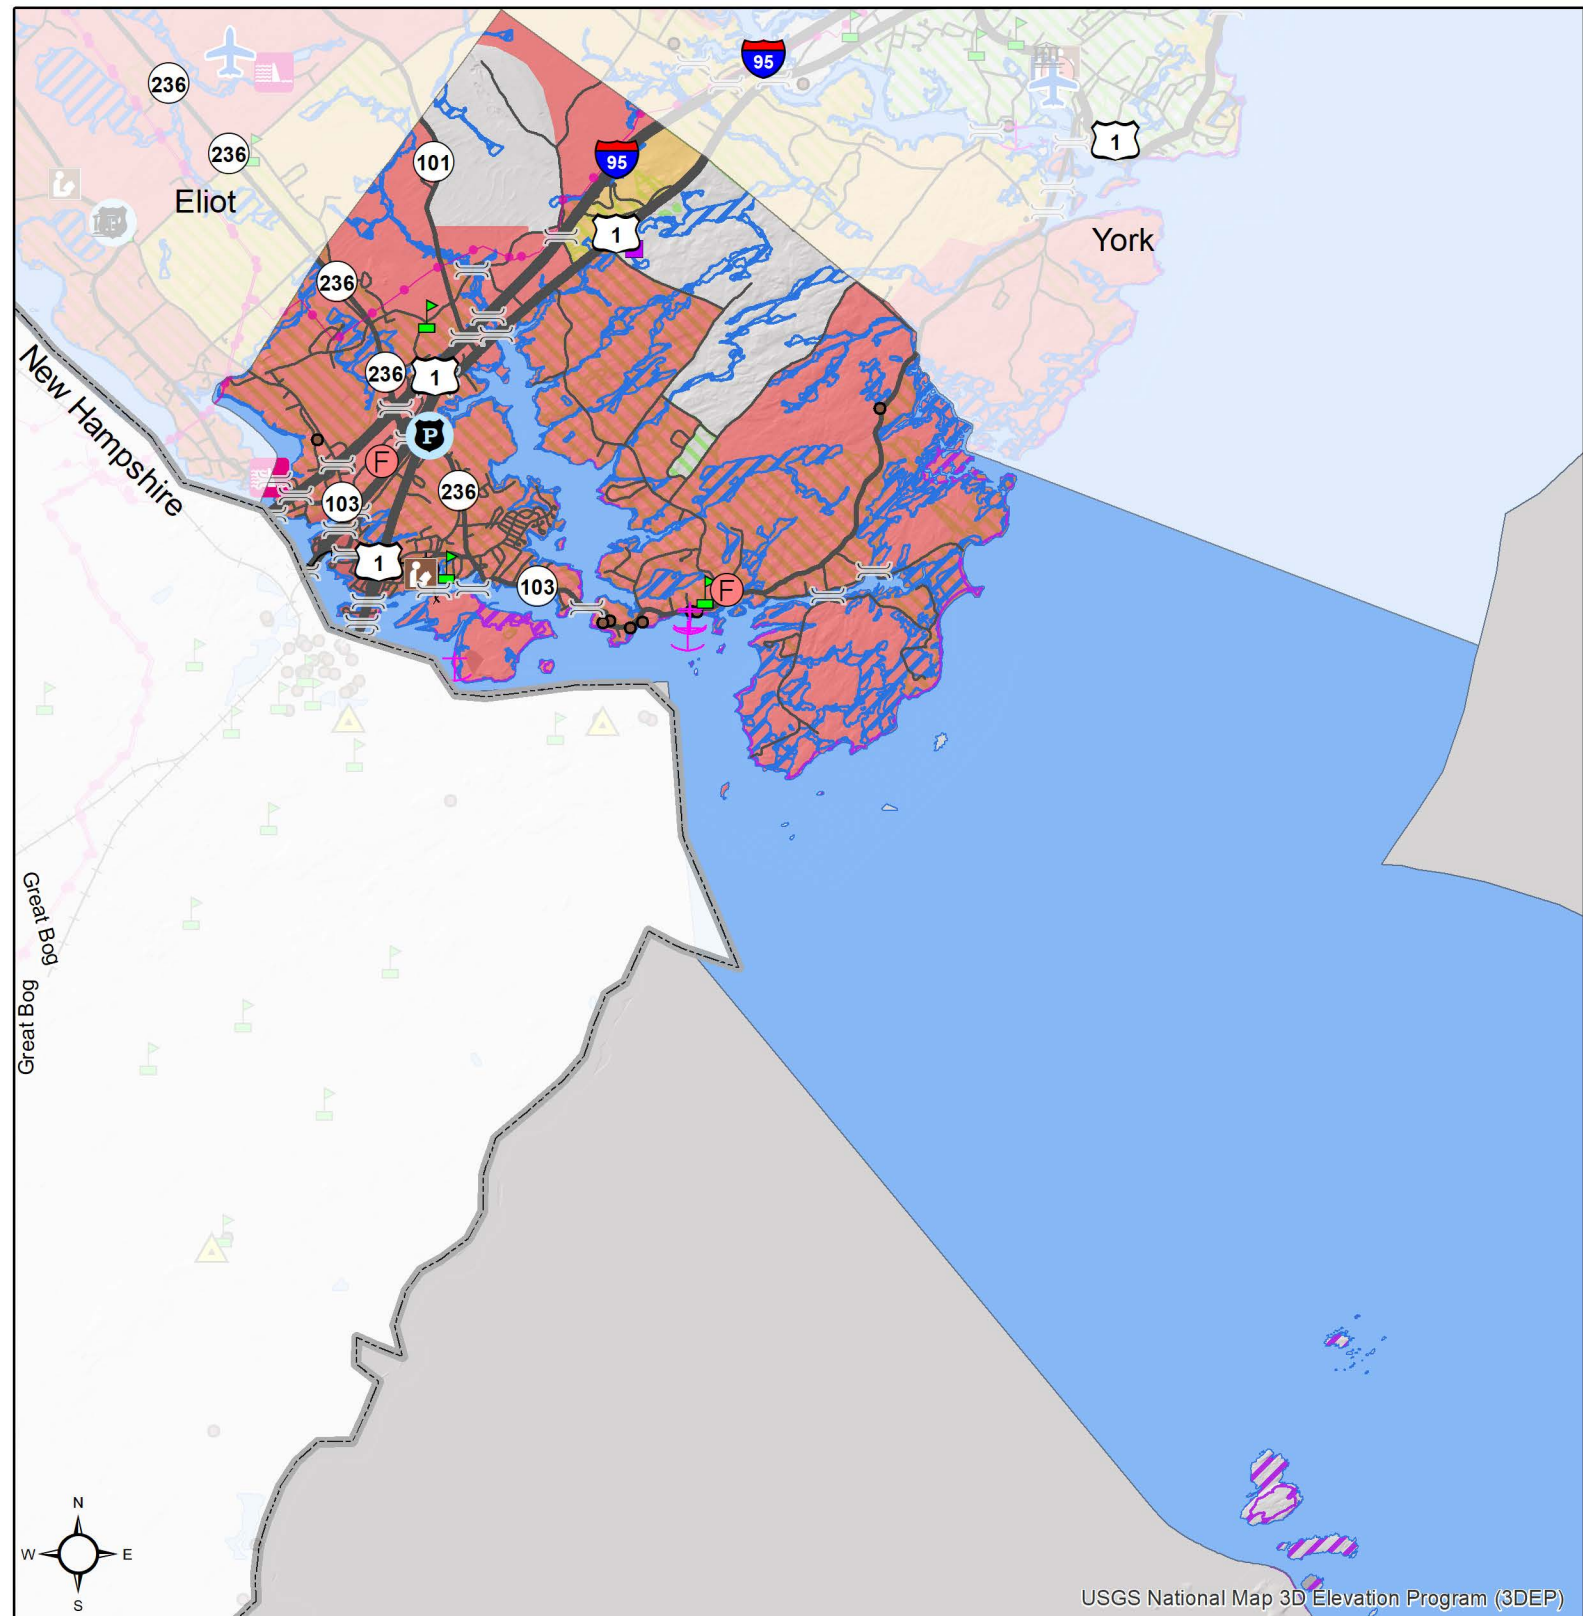 95
236
1
236
101
95
Eliot
1
York
236
236
1
New Hampshire
P
F
236
103
1
103
F
x
Great Bog
Great Bog
N
W
E
S
USGS National Map 3D Elevation Program (3DEP)